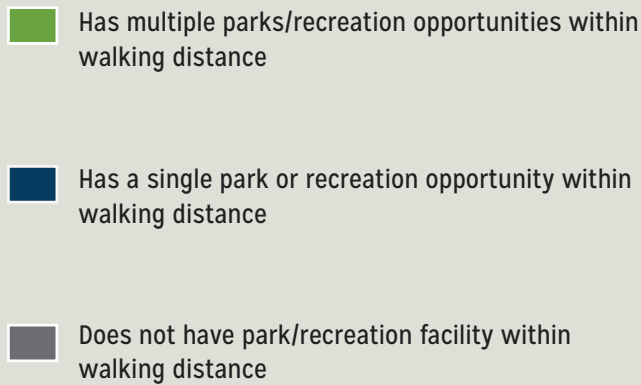 Has multiple parks/recreation opportunities within
walking distance
Has a single park or recreation opportunity within
walking distance
Does not have park/recreation facility within
walking distance